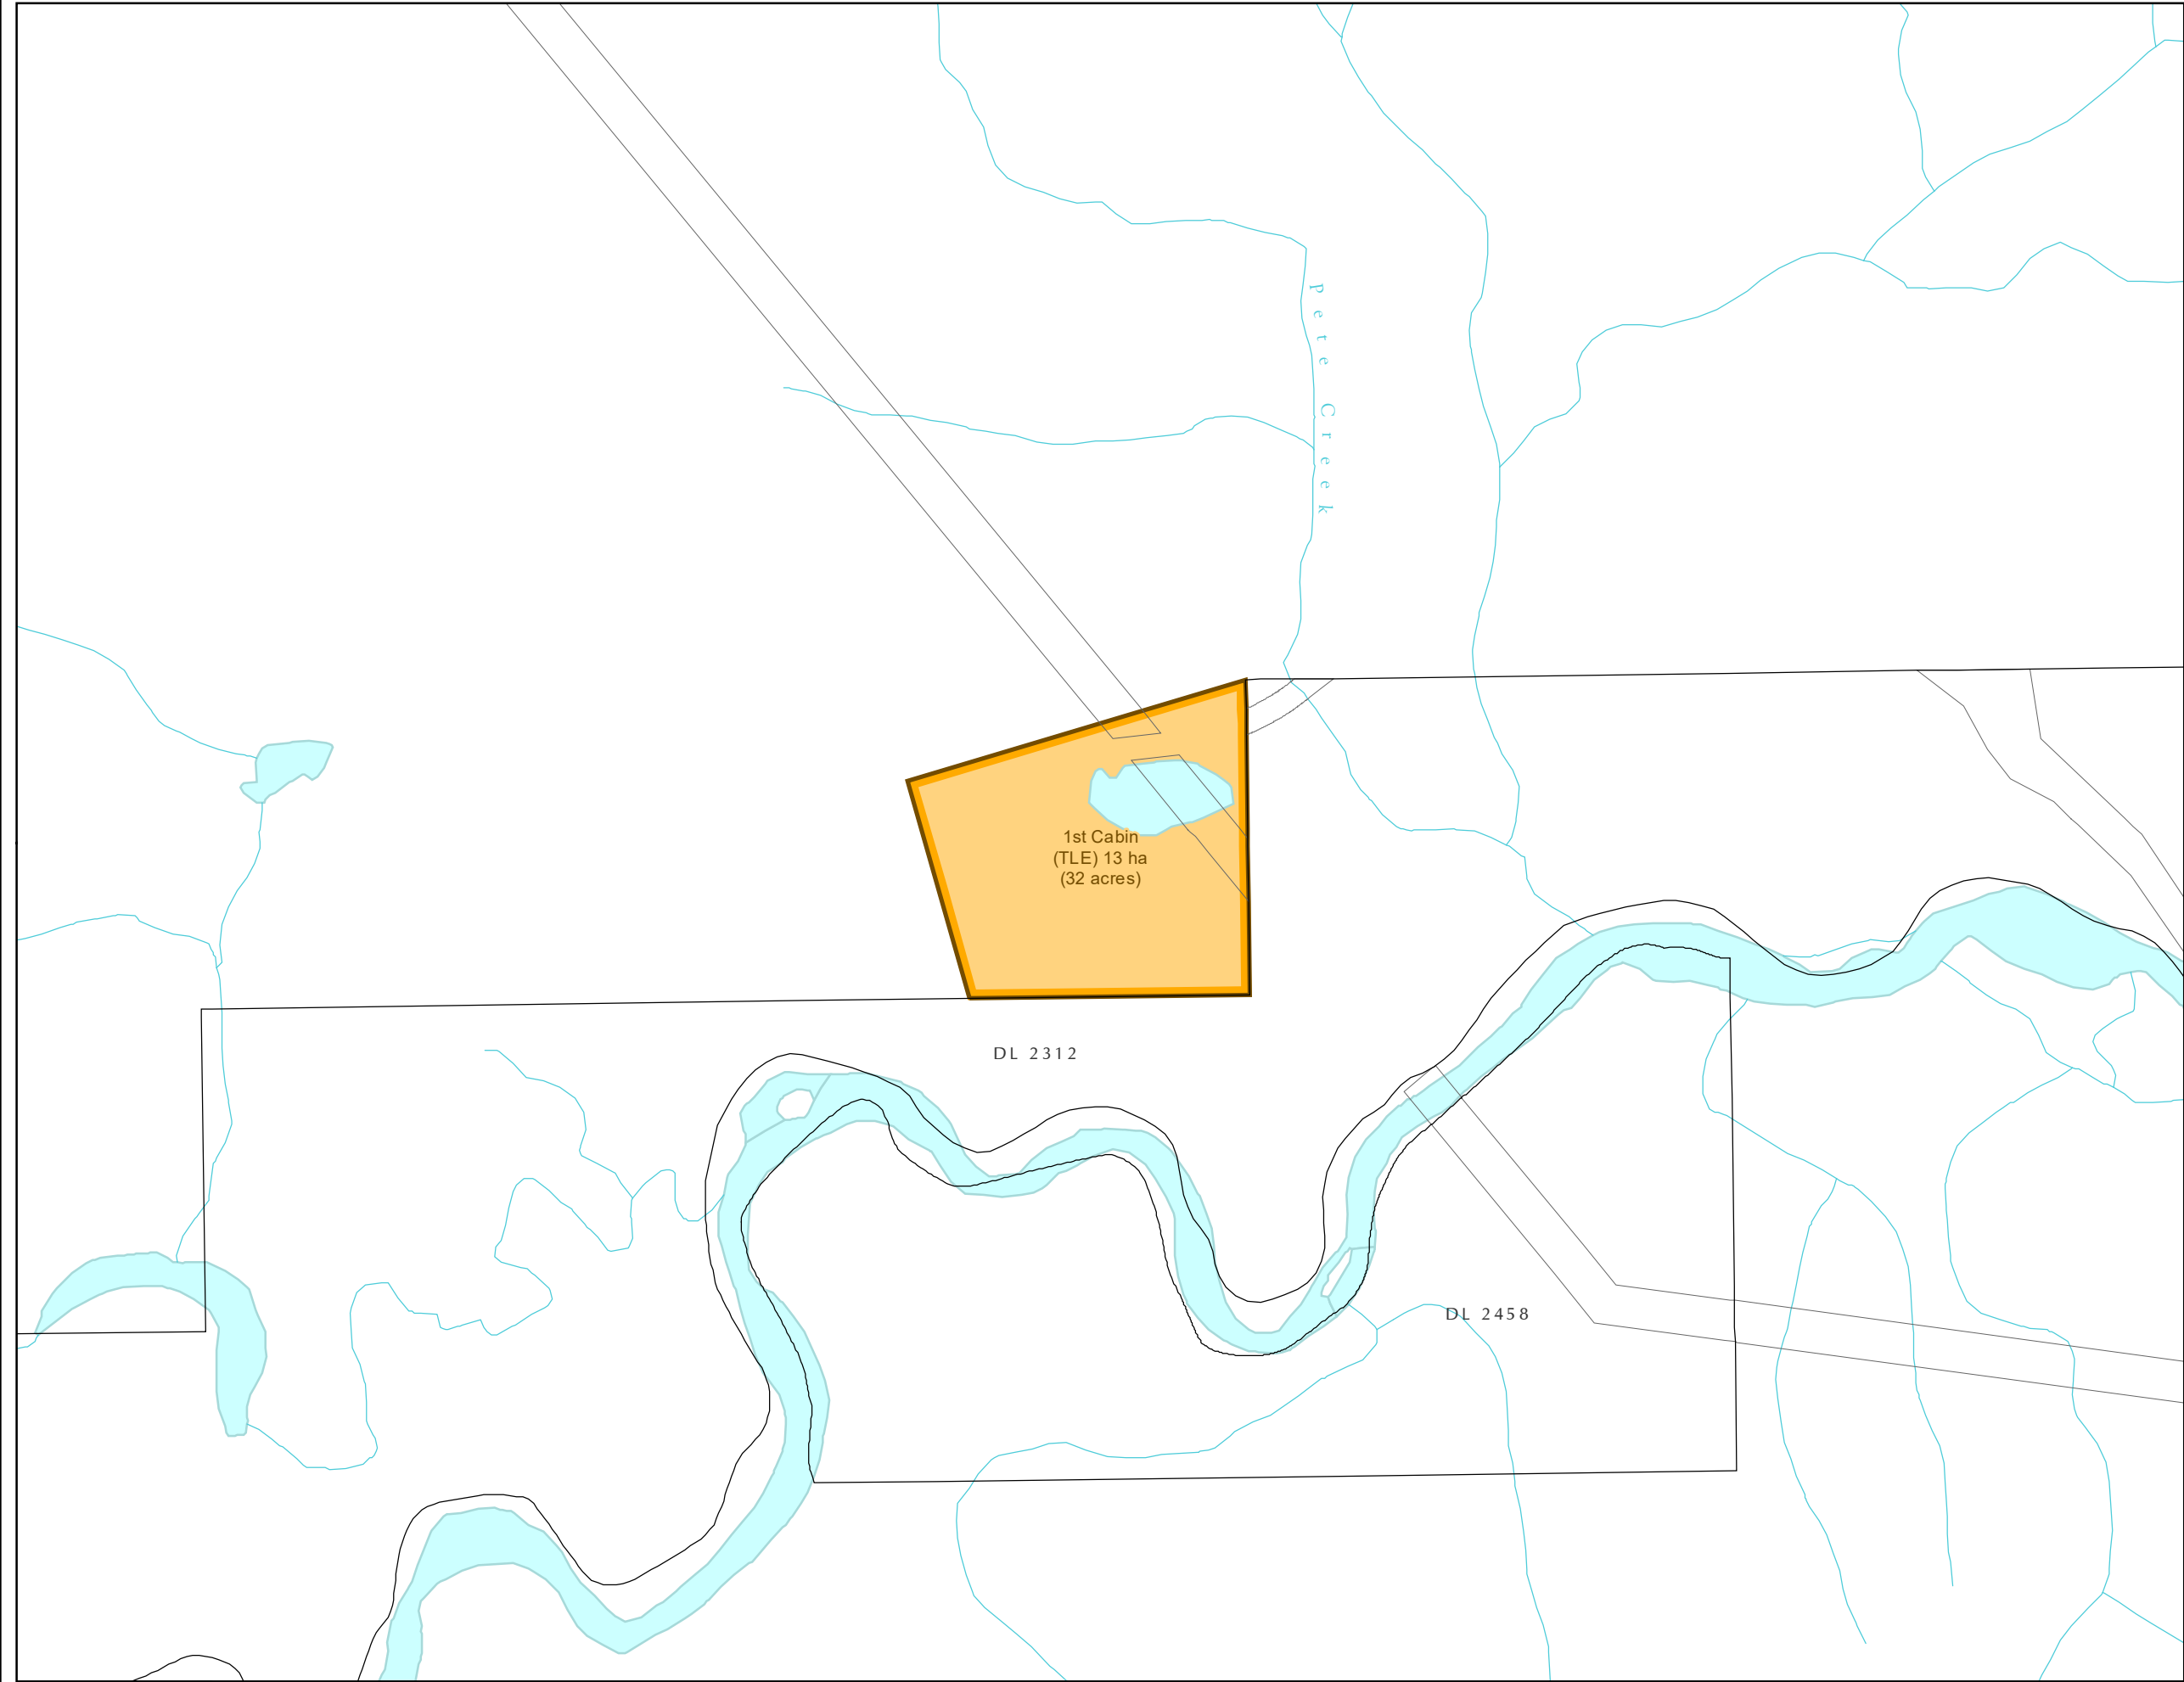 Pete Creek
1st Cabin
(TLE) 13 ha
(32 acres)
DL 2312
DL 2458